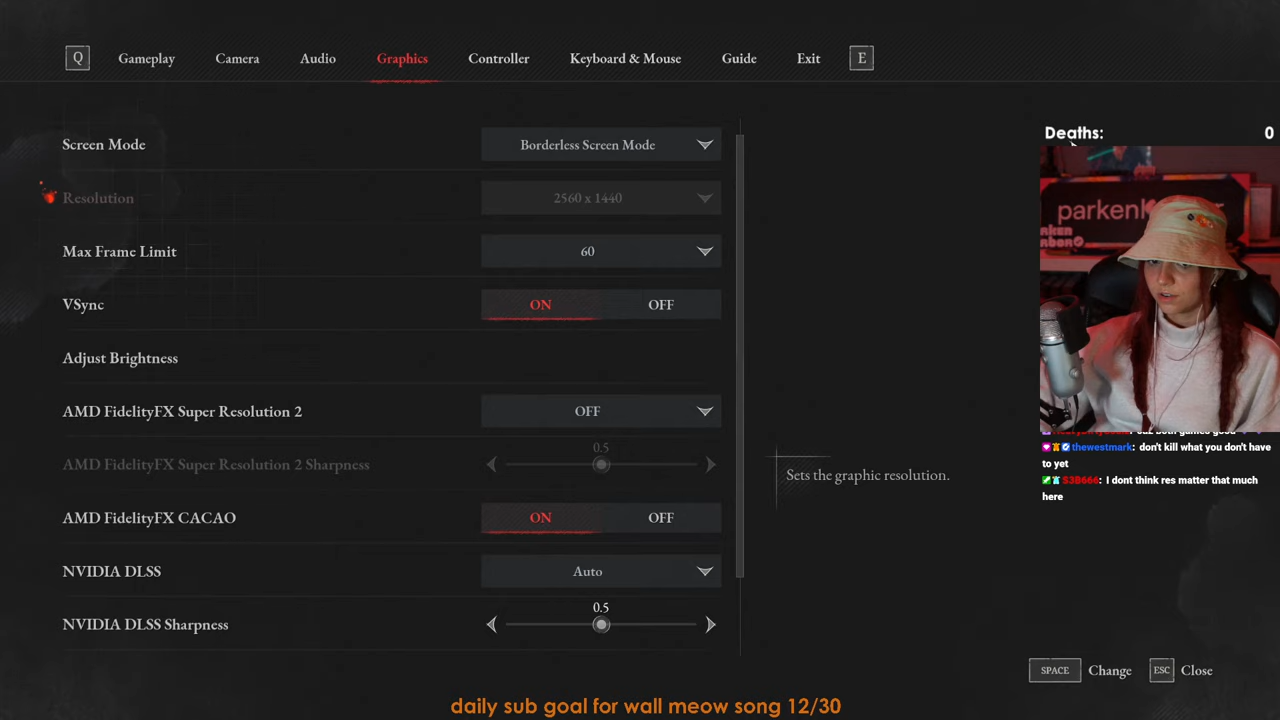 Q Gameplay Camera Audio Graphics Controller Keyboard & Mouse Guide Exit E
Screen Mode Borderless Screen Mode
Resolution 2560 x 1440
Max Frame Limit 60
VSync ON OFF
Adjust Brightness
AMD FidelityFX Super Resolution 2 OFF
0.5
AMD FidelityFX Super Resolution 2 Sharpness
AMD FidelityFX CACAO ON OFF
NVIDIA DLSS Auto
0.5
NVIDIA DLSS Sharpness
Sets the graphic resolution.
Deaths: 0
thewestmark: don't kill what you don't have
to yet
S3B666: I dont think res matter that much
here
SPACE Change ESC Close
daily sub goal for wall meow song 12/30